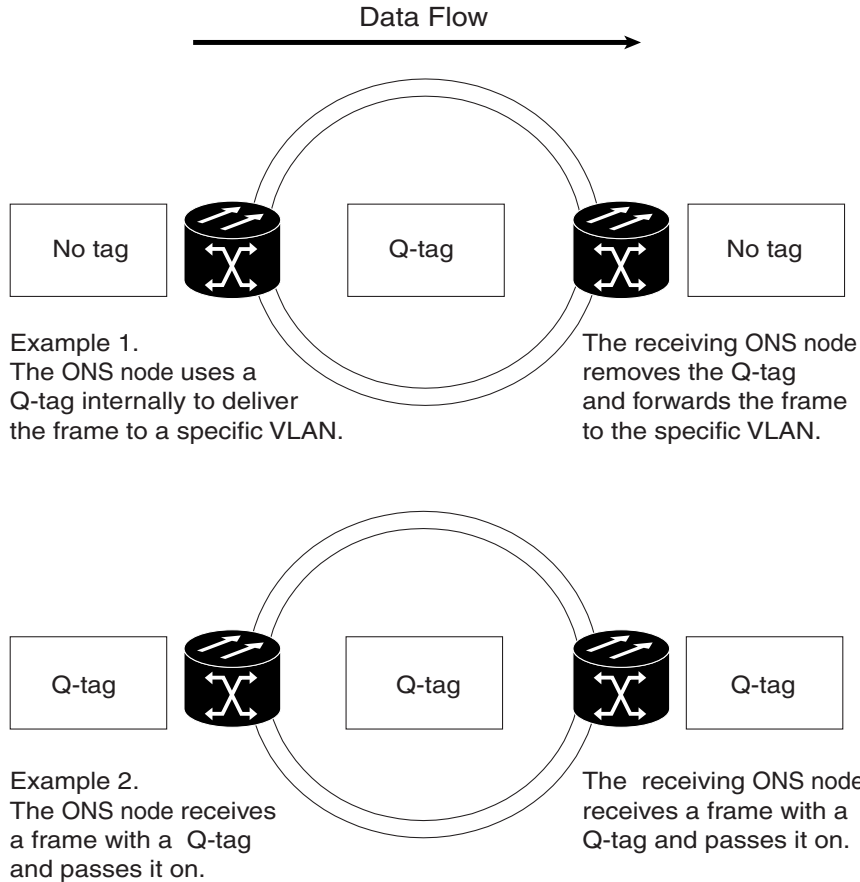 Data Flow
No tag
Q-tag
No tag
Example 1.
The ONS node uses a
Q-tag internally to deliver
the frame to a specific VLAN.
The receiving ONS node
removes the Q-tag
and forwards the frame
to the specific VLAN.
Q-tag
Q-tag
Q-tag
Example 2.
The ONS node receives
a frame with a Q-tag
and passes it on.
The receiving ONS node
receives a frame with a
Q-tag and passes it on.